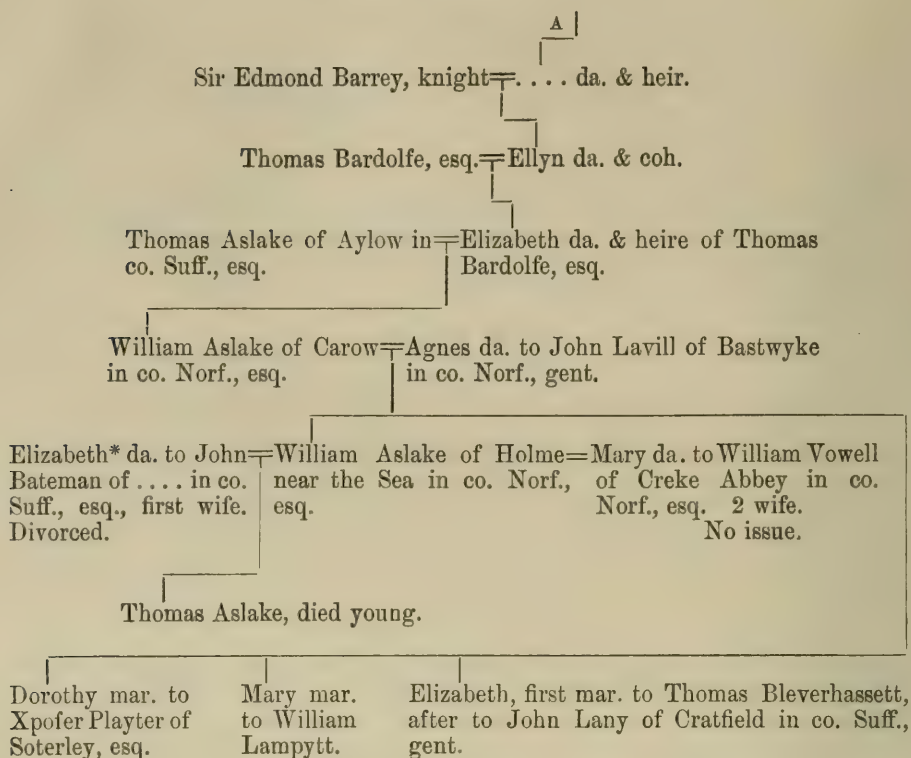 A
Sir Edmond Barrey, knight=. . . . da. & heir.
Thomas Bardolfe, esq.=Ellyn da. & coh.
Thomas Aslake of Aylow in=Elizabeth da. & heire of Thomas
co. Suff., esq. Bardolfe, esq.
William Aslake of Carow=Agnes da. to John Lavill of Bastwyke
in co. Norf., esq. in co. Norf., gent.
Elizabeth* da. to John=William Aslake of Holme=Mary da. to William Vowell
Bateman of . . . . in co. near the Sea in co. Norf., of Creke Abbey in co.
Suff., esq., first wife. esq. Norf., esq. 2 wife.
Divorced. No issue.
Thomas Aslake, died young.
Dorothy mar. to Mary mar. Elizabeth, first mar. to Thomas Bleverhassett,
Xpofer Playter of to William after to John Lany of Cratfield in co. Suff.,
Soterley, esq. Lampytt. gent.